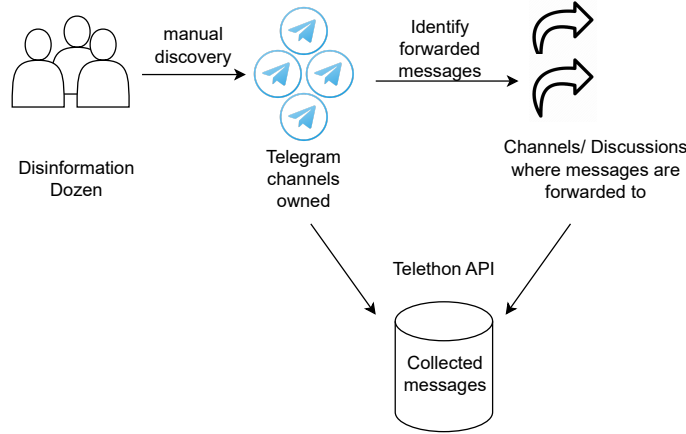 manual
discovery
Identify
forwarded
messages
Disinformation
Dozen
Telegram
channels
owned
Channels/ Discussions
where messages are
forwarded to
Telethon API
Collected
messages